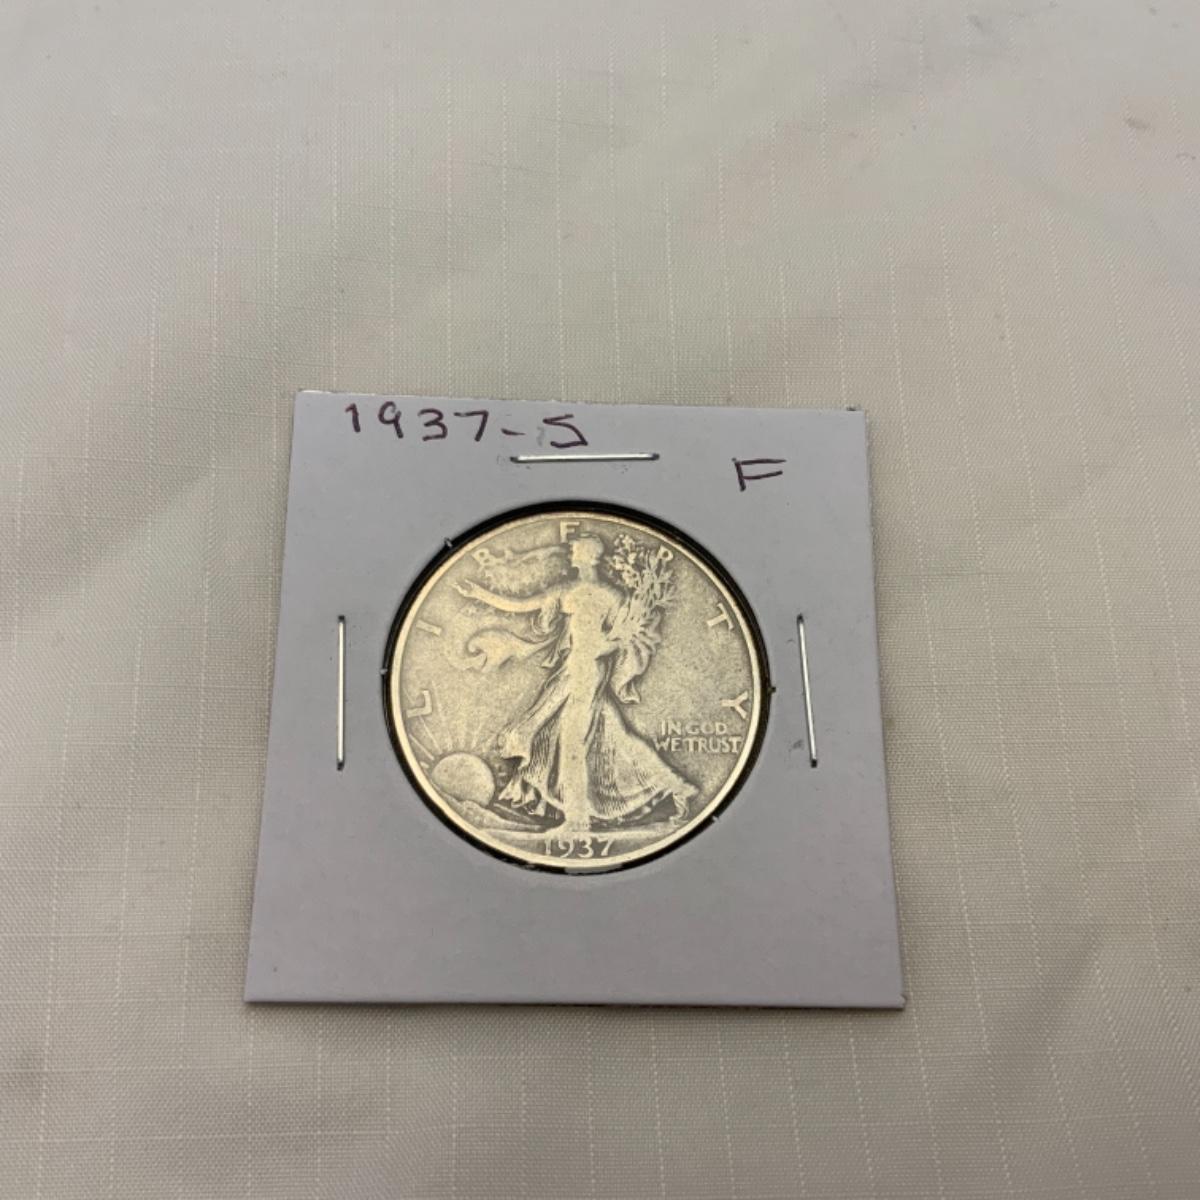 1937-S
F
LIBERTY
IN GOD
WE TRUST
1937